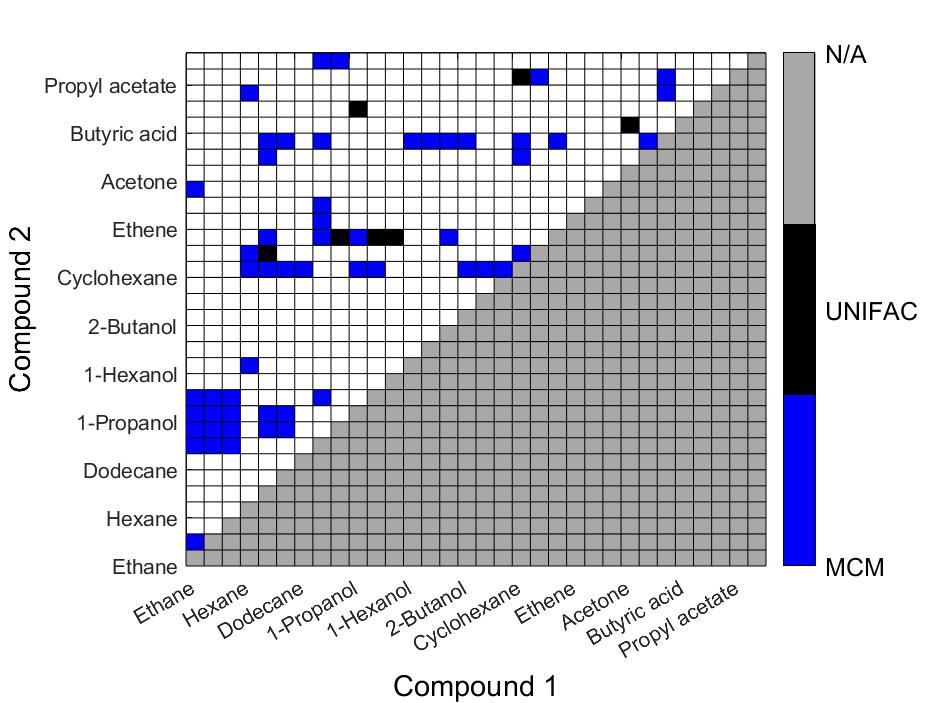 N/A
UNIFAC
MCM
Compound 2
Propyl acetate
Butyric acid
Acetone
Ethene
Cyclohexane
2-Butanol
1-Hexanol
1-Propanol
Dodecane
Hexane
Ethane
Ethane
Hexane
Dodecane
1-Propanol
1-Hexanol
2-Butanol
Cyclohexane
Ethene
Acetone
Butyric acid
Propyl acetate
Compound 1